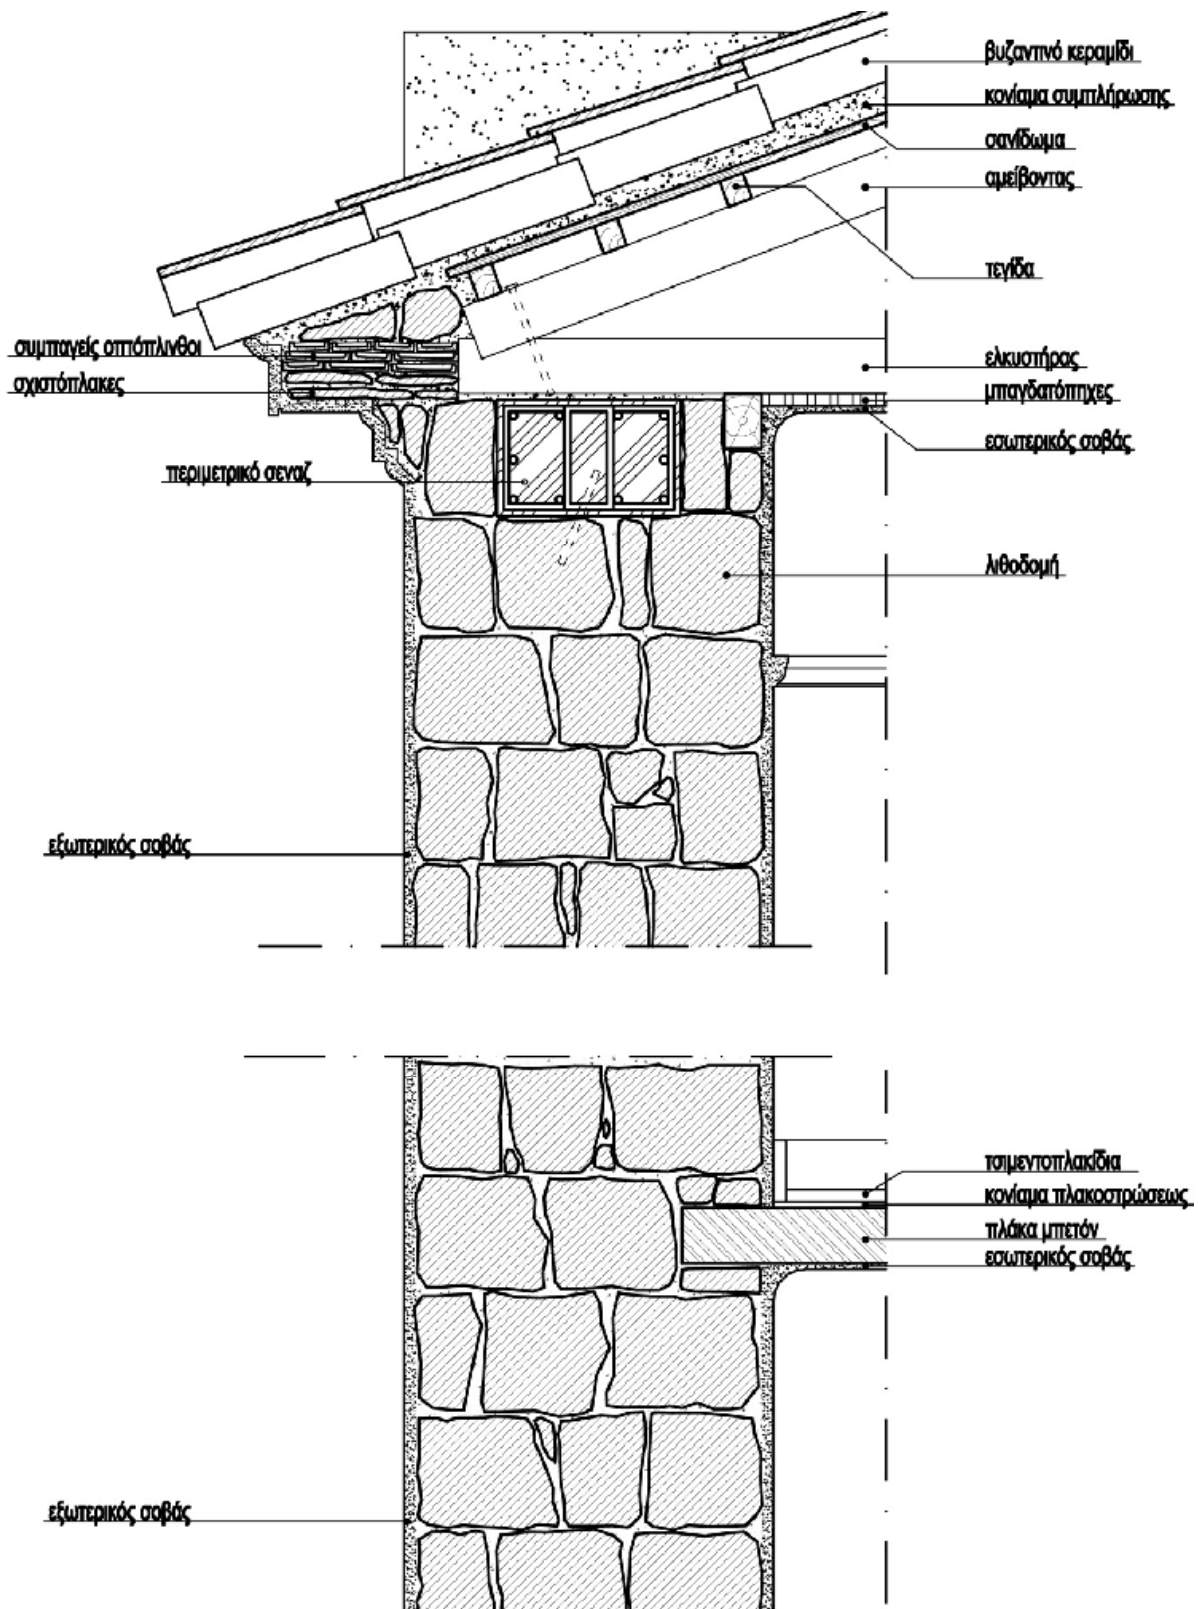 βυζαντινό κεραμίδι
κονίαμα συμπλήρωσης
σανίδωμα
αμείβοντας
τεγίδα
συμπαγείς οπτόπλινθοι
σχιστόπλακες
ελκυστήρας
μπαγδατόπηχες
εσωτερικός σοβάς
περιμετρικό σεναζ
λιθοδομή
εξωτερικός σοβάς
τσιμεντοπλακίδια
κονίαμα πλακοστρώσεως
πλάκα μπετόν
εσωτερικός σοβάς
εξωτερικός σοβάς